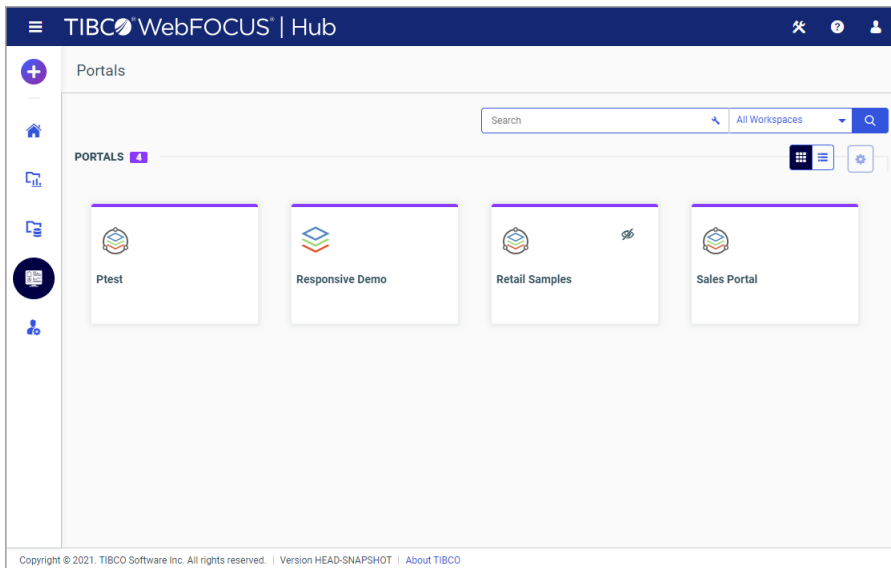 TIBCO® WebFOCUS® | Hub
Portals
Search
All Workspaces
PORTALS 4
Ptest
Responsive Demo
Retail Samples
Sales Portal
Copyright © 2021. TIBCO Software Inc. All rights reserved. | Version HEAD-SNAPSHOT | About TIBCO